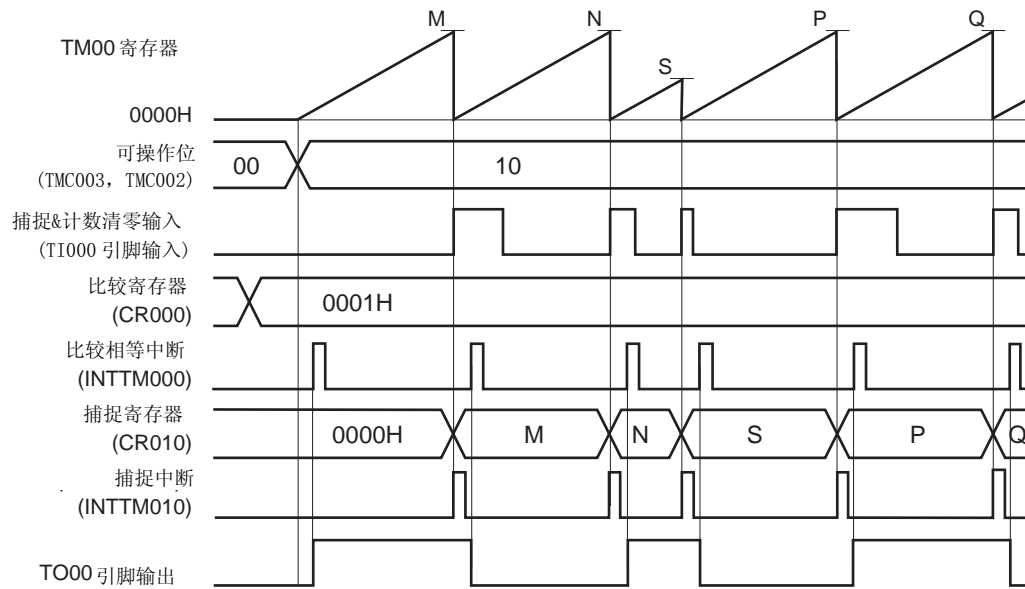 M N P Q
S
TM00 寄存器
0000H
可操作位
(TMC003，TMC002)
00 10
捕捉&计数清零输入
(TI000 引脚输入)
比较寄存器
(CR000)
0001H
比较相等中断
(INTTM000)
捕捉寄存器
(CR010)
0000H M N S P Q
捕捉中断
(INTTM010)
TO00 引脚输出